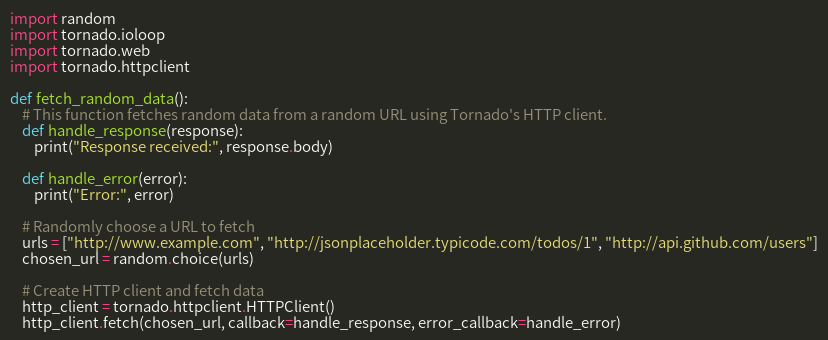 import random
import tornado.ioloop
import tornado.web
import tornado.httpclient

def fetch_random_data():
    # This function fetches random data from a random URL using Tornado's HTTP client.
    def handle_response(response):
        print("Response received:", response.body)

    def handle_error(error):
        print("Error:", error)

    # Randomly choose a URL to fetch
    urls = ["http://www.example.com", "http://jsonplaceholder.typicode.com/todos/1", "http://api.github.com/users"]
    chosen_url = random.choice(urls)

    # Create HTTP client and fetch data
    http_client = tornado.httpclient.HTTPClient()
    http_client.fetch(chosen_url, callback=handle_response, error_callback=handle_error)